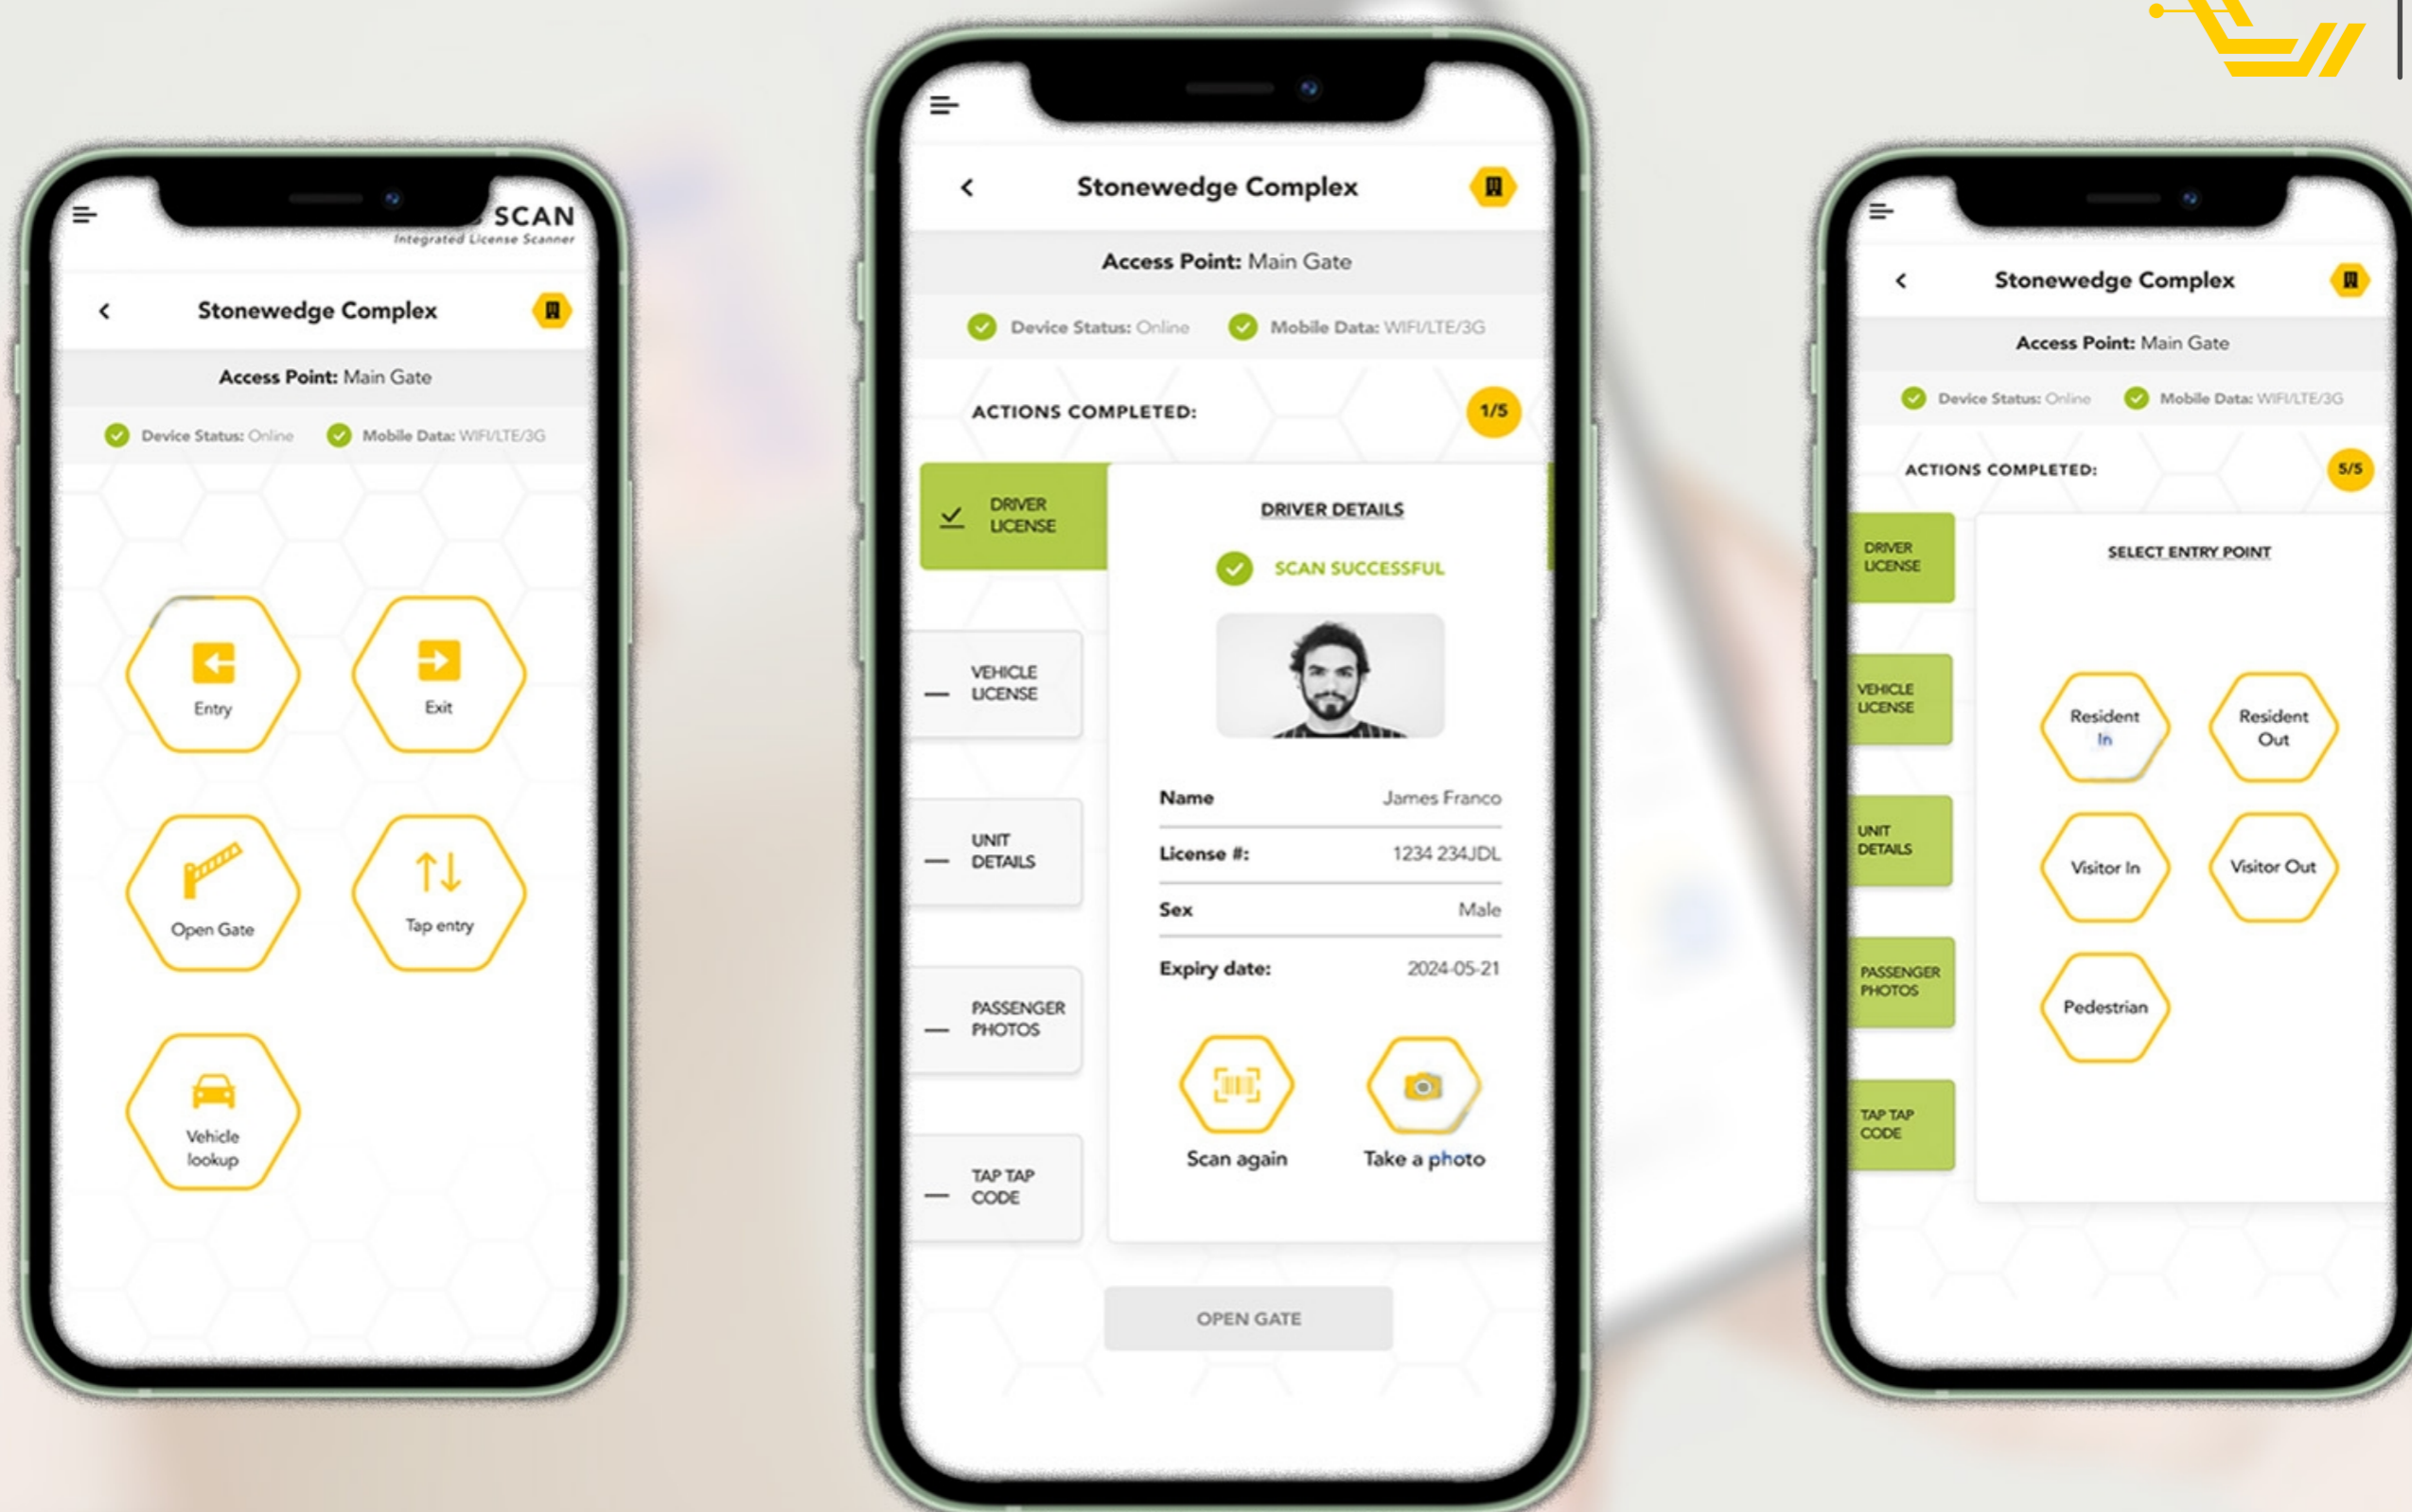 SCAN
Integrated License Scanner
Stonewedge Complex
Access Point: Main Gate
Device Status: Online
Mobile Data: WIFI/LTE/3G
Entry
Exit
Open Gate
Tap entry
Vehicle
lookup
Stonewedge Complex
Access Point: Main Gate
Device Status: Online
Mobile Data: WIFI/LTE/3G
ACTIONS COMPLETED:
1/5
DRIVER
LICENSE
VEHICLE
LICENSE
UNIT
DETAILS
PASSENGER
PHOTOS
TAP TAP
CODE
DRIVER DETAILS
SCAN SUCCESSFUL
Name James Franco
License #: 1234 234JDL
Sex Male
Expiry date: 2024-05-21
Scan again
Take a photo
OPEN GATE
Stonewedge Complex
Access Point: Main Gate
Device Status: Online
Mobile Data: WIFI/LTE/3G
ACTIONS COMPLETED:
5/5
DRIVER
LICENSE
VEHICLE
LICENSE
UNIT
DETAILS
PASSENGER
PHOTOS
TAP TAP
CODE
SELECT ENTRY POINT
Resident
In
Resident
Out
Visitor In
Visitor Out
Pedestrian